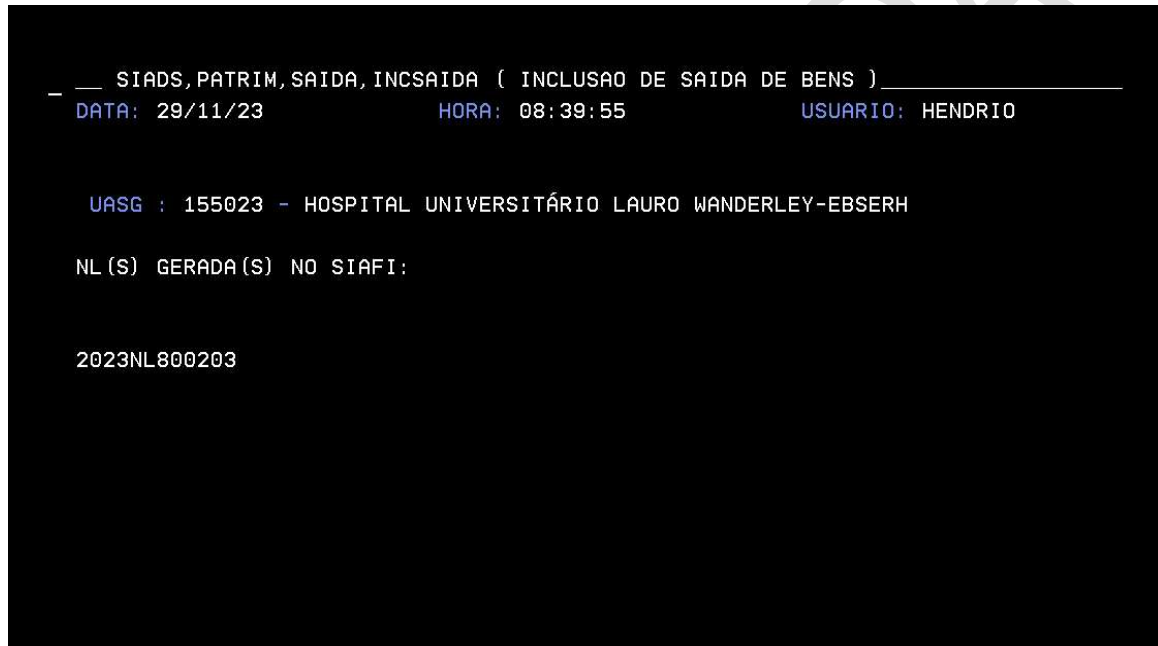 _ __ SIADS,PATRIM,SAIDA,INCSAIDA ( INCLUSAO DE SAIDA DE BENS )__________________
DATA: 29/11/23 HORA: 08:39:55 USUARIO: HENDRIO
UASG : 155023 - HOSPITAL UNIVERSITÁRIO LAURO WANDERLEY-EBSERH
NL(S) GERADA(S) NO SIAFI:
2023NL800203